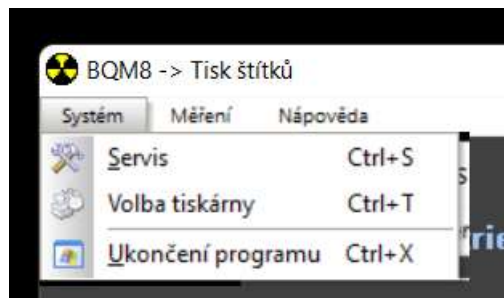 BQM8 -> Tisk štítků
Systém Měření Nápověda
Servis Ctrl+S
Volba tiskárny Ctrl+T
Ukončení programu Ctrl+X